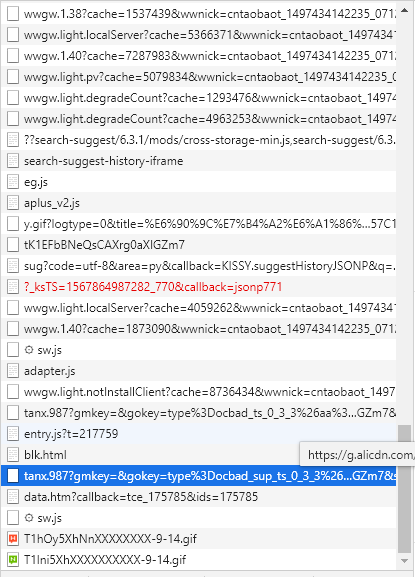 wwgw.1.38?cache=1537439&wwnick=cntaobaot_1497434142235_071
wwgw.light.localServer?cache=5366371&wwnick=cntaobaot_14974
wwgw.1.40?cache=7287983&wwnick=cntaobaot_1497434142235_071
wwgw.light.pv?cache=5079834&wwnick=cntaobaot_1497434142235_0
wwgw.light.degradeCount?cache=1293476&wwnick=cntaobaot_1497
wwgw.light.degradeCount?cache=4963253&wwnick=cntaobaot_1497
??search-suggest/6.3.1/mods/cross-storage-min.js,search-suggest/6.3.
search-suggest-history-iframe
eg.js
aplus_v2.js
y.gif?logtype=0&title=%E6%90%9C%E7%B4%A2%E6%A1%86%...57C1
tK1EFbBNeQsCAXrg0aXIGZm7
sug?code=utf-8&area=py&callback=KISSY.suggestHistoryJSONP&q=.
?_ksTS=1567864987282_770&callback=jsonp771
wwgw.light.localServer?cache=4059262&wwnick=cntaobaot_14974
wwgw.1.40?cache=1873090&wwnick=cntaobaot_1497434142235_071
sw.js
adapter.js
wwgw.light.notInstallClient?cache=8736434&wwnick=cntaobaot_1497
tanx.987?gmkey=&gokey=type%3Docbad_ts_0_3_3%26aa%3...GZm7&
entry.js?t=217759
blk.html
https://g.alicdn.com/
tanx.987?gmkey=&gokey=type%3Docbad_sup_ts_0_3_3%26...GZm7&s
data.htm?callback=tce_175785&ids=175785
sw.js
T1hOy5XhNnXXXXXXXX-9-14.gif
T1Ini5XhXXXXXXXXXX-9-14.gif